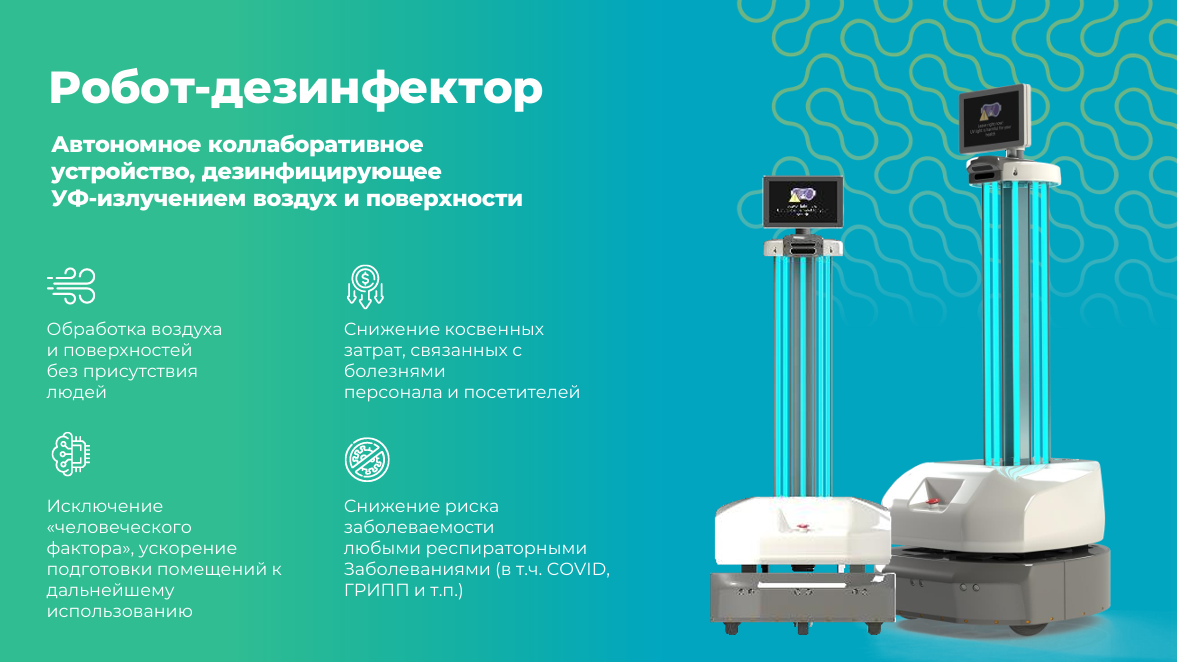 Робот-дезинфектор
Автономное коллаборативное
устройство, дезинфицирующее
УФ-излучением воздух и поверхности
Обработка воздуха
и поверхностей
без присутствия
людей
Снижение косвенных
затрат, связанных с
болезнями
персонала и посетителей
Исключение
«человеческого
фактора», ускорение
подготовки помещений к
дальнейшему
использованию
Снижение риска
заболеваемости
любыми респираторными
Заболеваниями (в т.ч. COVID,
ГРИПП и т.п.)